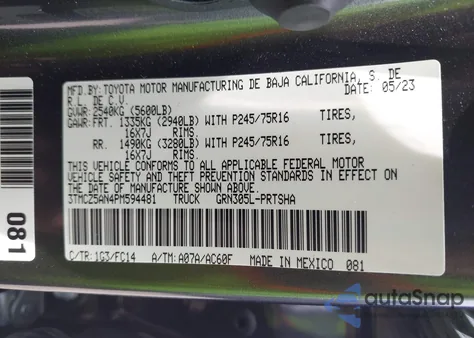 MFD.BY: TOYOTA MOTOR MANUFACTURING DE BAJA CALIFORNIA, S. DE
R.L. DE C.V. DATE: 05/23
GVWR: 2540KG (5600LB)
GAWR: FRT. 1335KG (2940LB) WITH P245/75R16 TIRES,
16X7J RIMS,
RR. 1490KG (3280LB) WITH P245/75R16 TIRES,
16X7J RIMS.
THIS VEHICLE CONFORMS TO ALL APPLICABLE FEDERAL MOTOR
VEHICLE SAFETY AND THEFT PREVENTION STANDARDS IN EFFECT
ON THE DATE OF MANUFACTURE SHOWN ABOVE.
3TMCZ5AN4PM594481 TRUCK GRN305L-PRTSHA
C/TR: 1G3/FC14 A/TM: A07A/AC60F MADE IN MEXICO 081
081
autoSnap